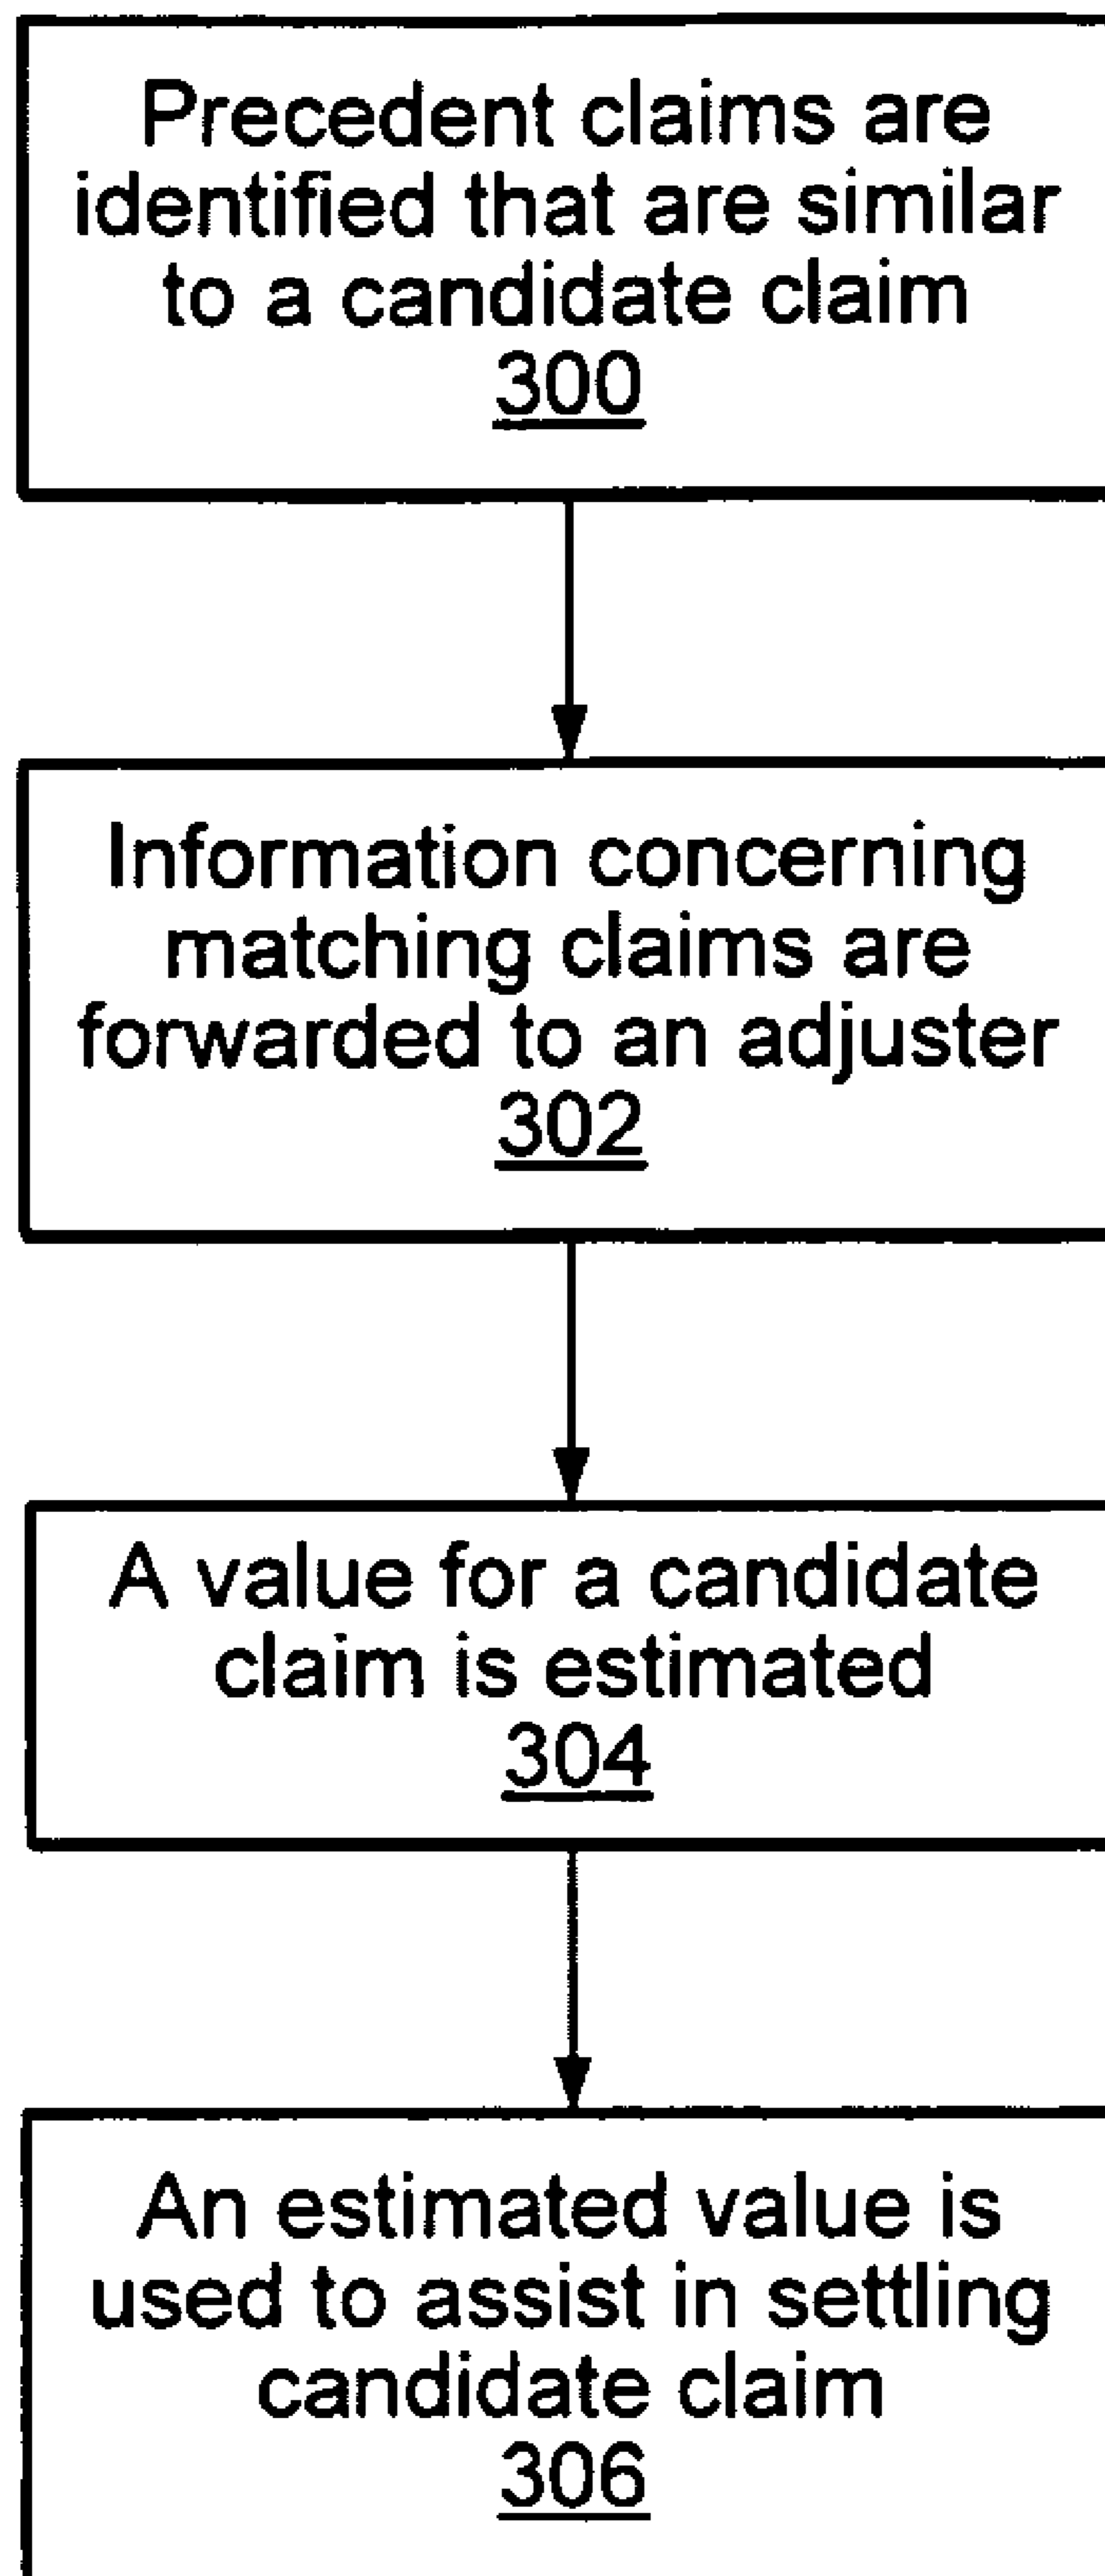 Precedent claims are
identified that are similar
to a candidate claim
300
Information concerning
matching claims are
forwarded to an adjuster
302
A value for a candidate
claim is estimated
304
An estimated value is
used to assist in settling
candidate claim
306